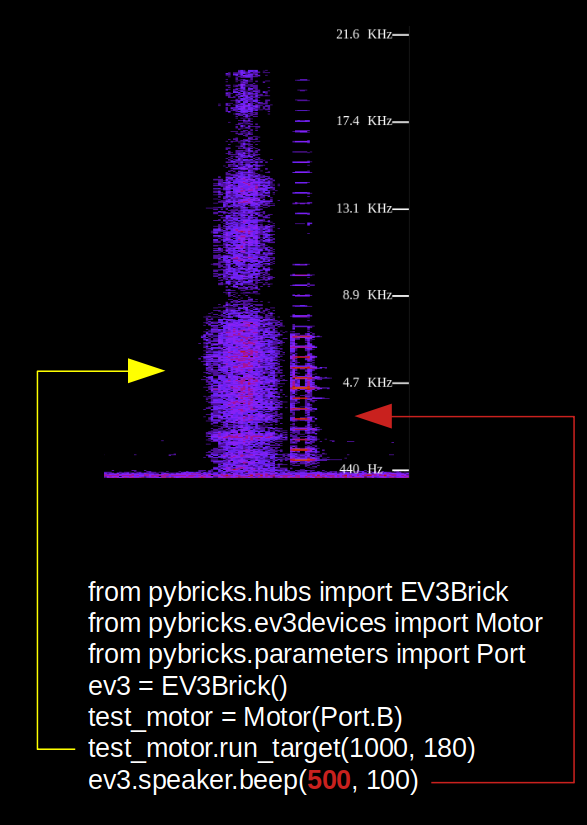 21.6 KHz
17.4 KHz
13.1 KHz
8.9 KHz
4.7 KHz
440 Hz
from pybricks.hubs import EV3Brick
from pybricks.ev3devices import Motor
from pybricks.parameters import Port
ev3 = EV3Brick()
test_motor = Motor(Port.B)
test_motor.run_target(1000, 180)
ev3.speaker.beep(500, 100)